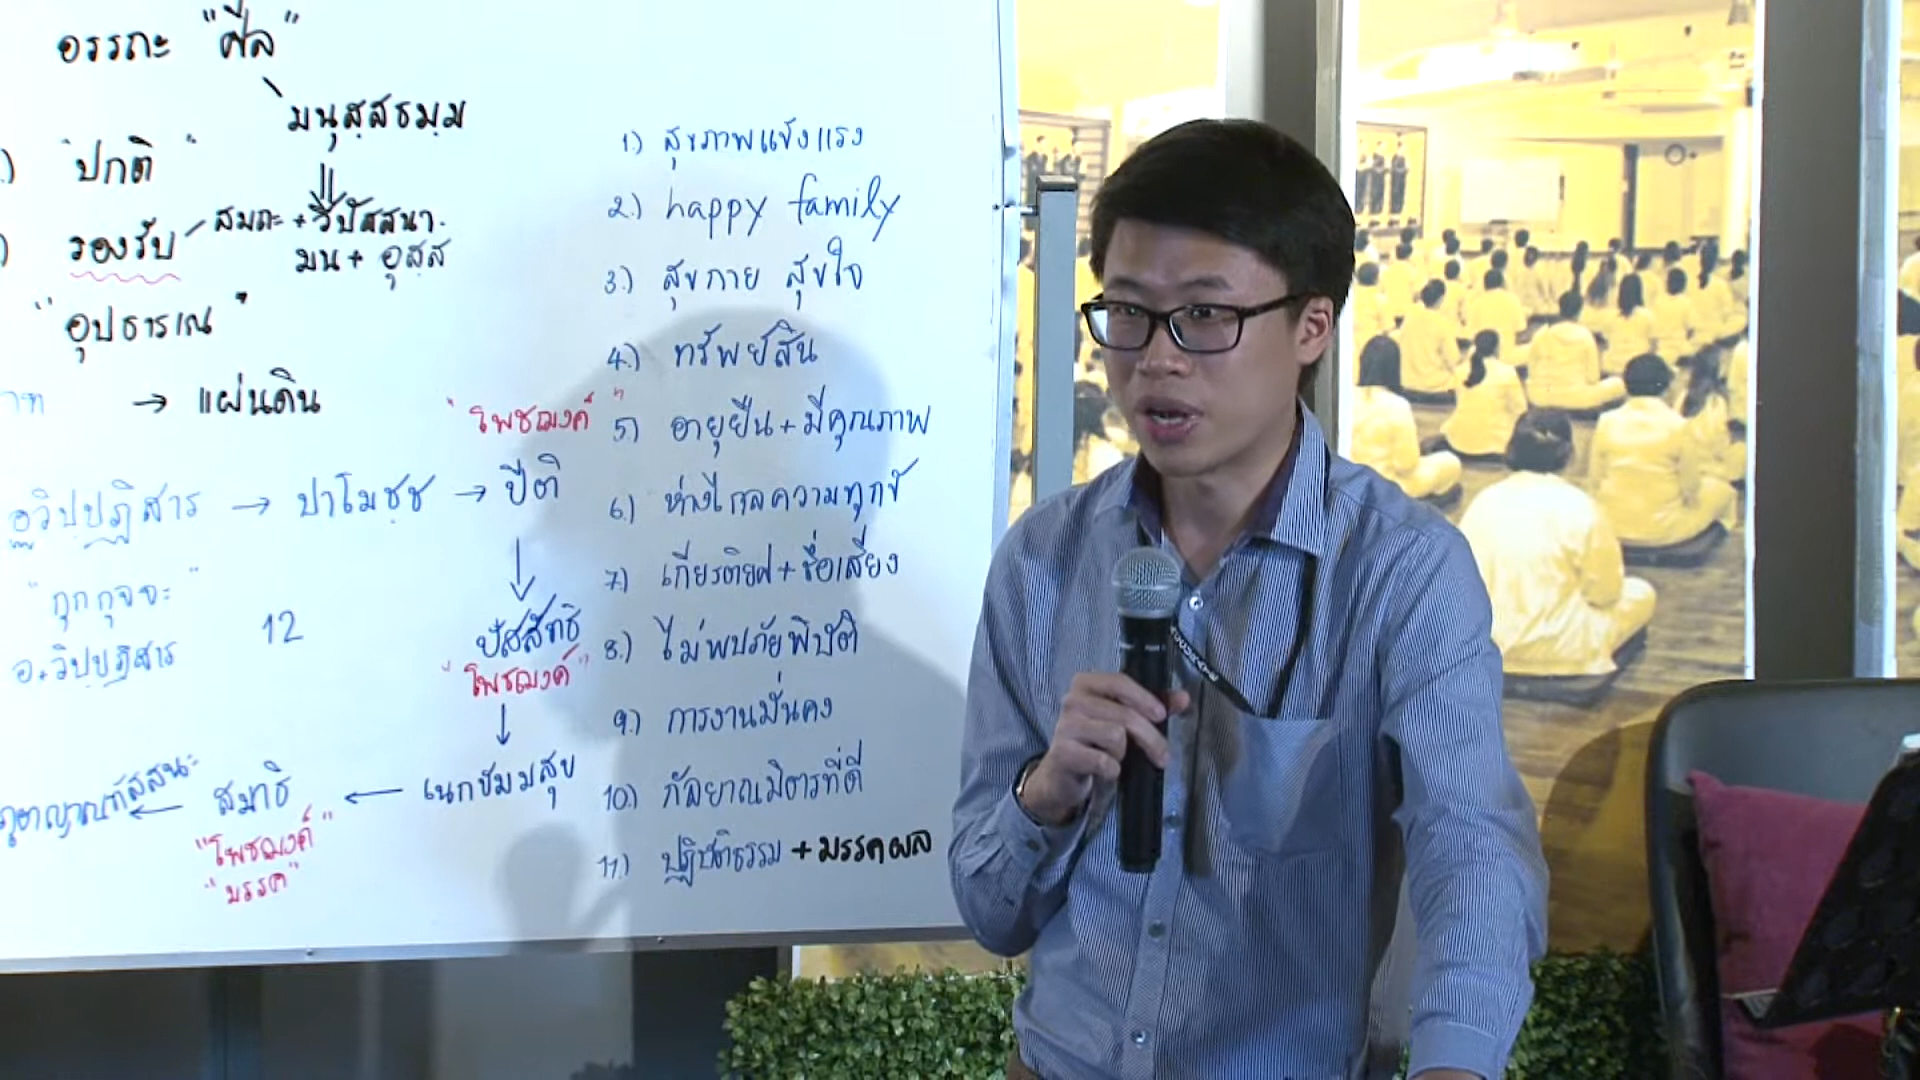 อรรถะ "ศีล"
มนุสฺสธมฺม
"ปกติ"
รองรับ
สมถะ + วิปัสสนา.
มน + อุสฺส
"อุปธารณ"
→ แผ่นดิน
"โพชฌงค์"
อวิปฺปฏิสาร → ปาโมชฺช → ปีติ
"กุกกุจจะ"
อ+วิปฺปฏิสาร
12
ปัสสัทธิ
"โพชฌงค์"
สมาธิ ← เนกขัมมสุข
"โพชฌงค์"
"มรรค"
1.) สุขภาพแข็งแรง
2.) happy family
3.) สุขกาย สุขใจ
4.) ทรัพย์สิน
5) อายุยืน + มีคุณภาพ
6.) ห่างไกลความทุกข์
7.) เกียรติยศ + ชื่อเสียง
8.) ไม่พบภัยพิบัติ
9.) การงานมั่นคง
10.) กัลยาณมิตรที่ดี
11.) ปฏิบัติธรรม + มรรคผล